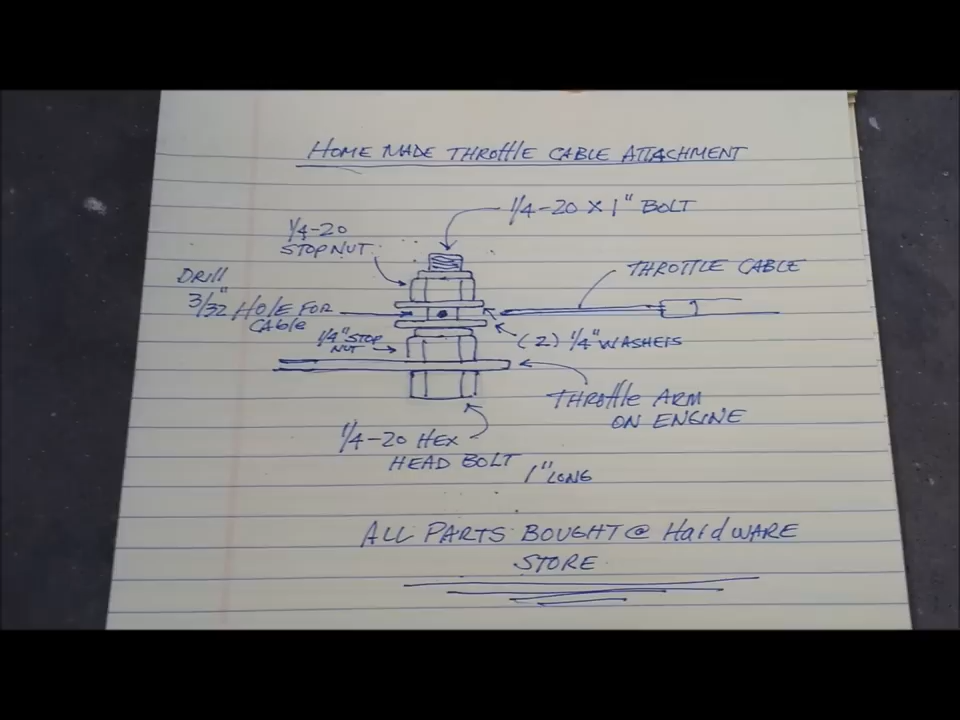 HOME MADE THROttle CABLE ATTACHMENT
1/4-20 X 1" BOLT
1/4-20
STOP NUT
THROTTLE CABLE
DRill
3/32" HOLE FOR
CAble
1/4" STOP
NUT
(2) 1/4" WASHERS
THROttle ARM
ON ENGINE
1/4-20 HEX
HEAD BOLT
1" LONG
ALL PARTS BOUGHT @ HardWARE
STORE